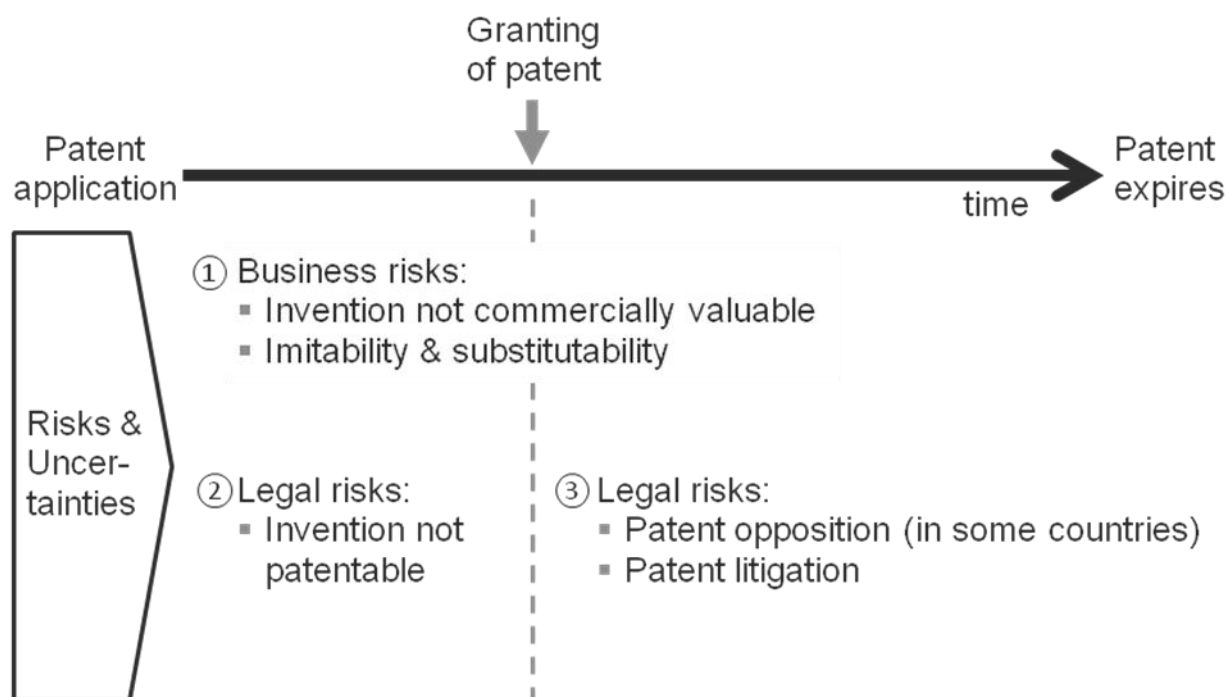 Granting
of patent
Patent
application
Patent
expires
time
① Business risks:
▪ Invention not commercially valuable
▪ Imitability & substitutability
Risks &
Uncer-
tainties
② Legal risks:
▪ Invention not
patentable
③ Legal risks:
▪ Patent opposition (in some countries)
▪ Patent litigation